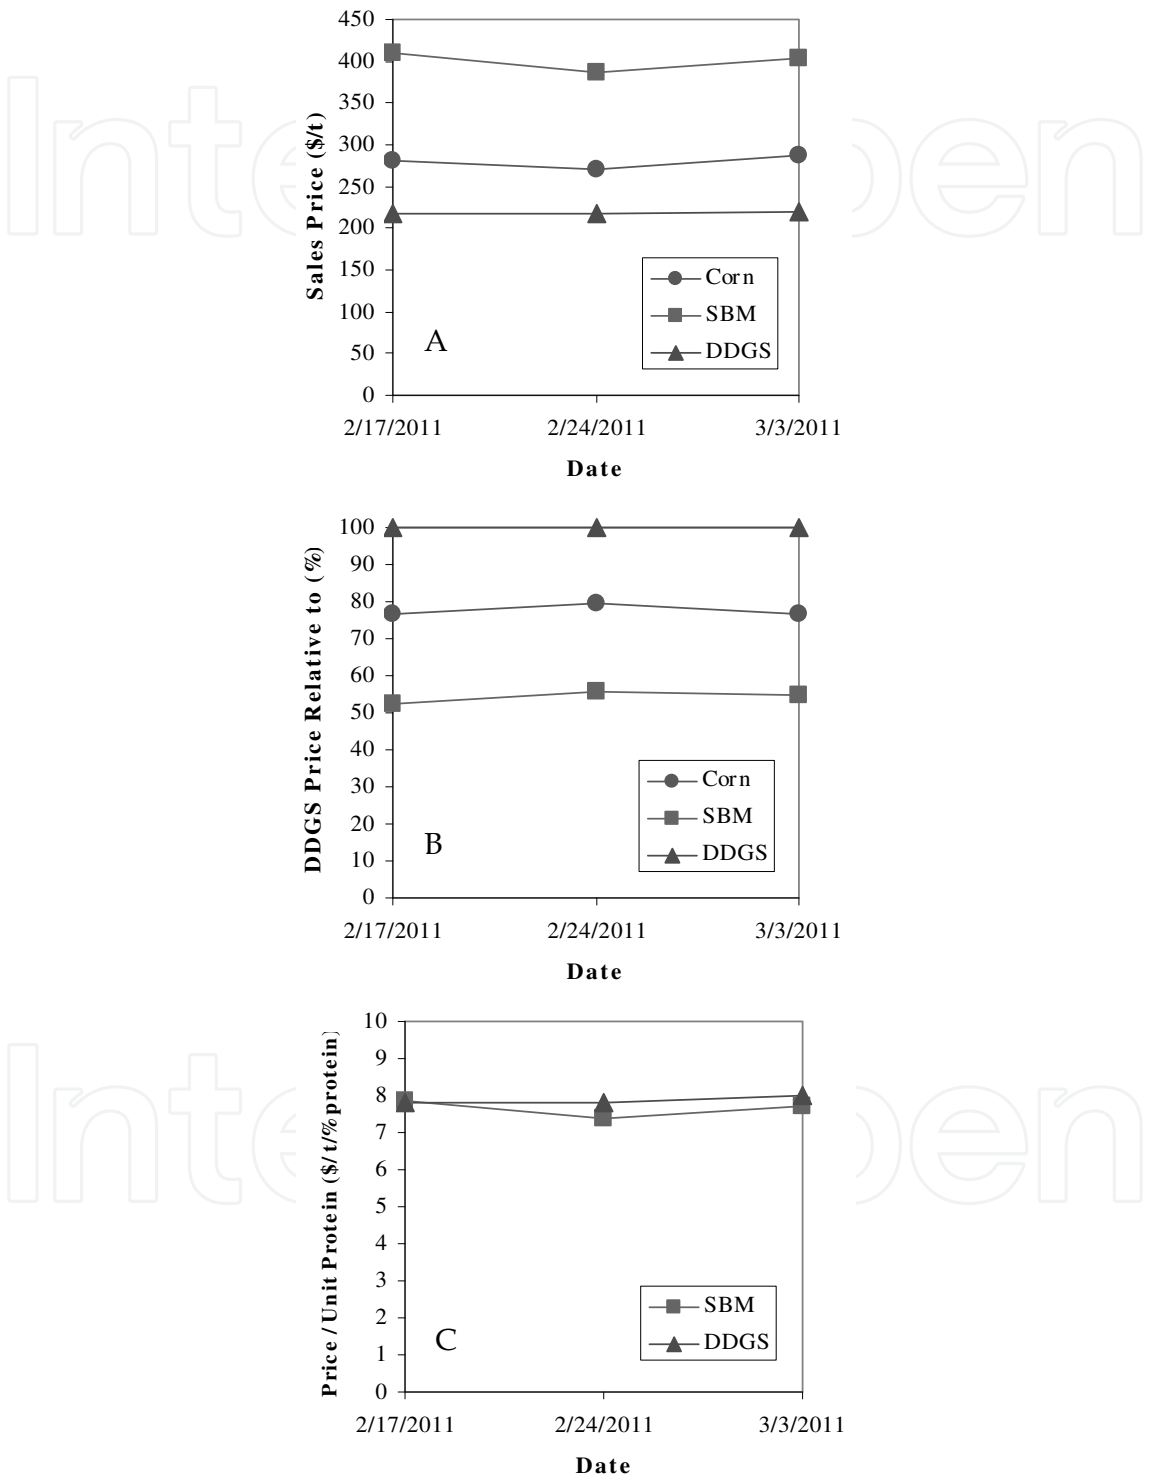 450
400
350
300
250
200
150
100
50
0
Sales Price ($/t)
Corn
SBM
DDGS
A
2/17/2011 2/24/2011 3/3/2011
Date
100
90
80
70
60
50
40
30
20
10
0
DDGS Price Relative to (%)
Corn
SBM
DDGS
B
2/17/2011 2/24/2011 3/3/2011
Date
10
9
8
7
6
5
4
3
2
1
0
Price / Unit Protein ($/t/%protein)
SBM
DDGS
C
2/17/2011 2/24/2011 3/3/2011
Date